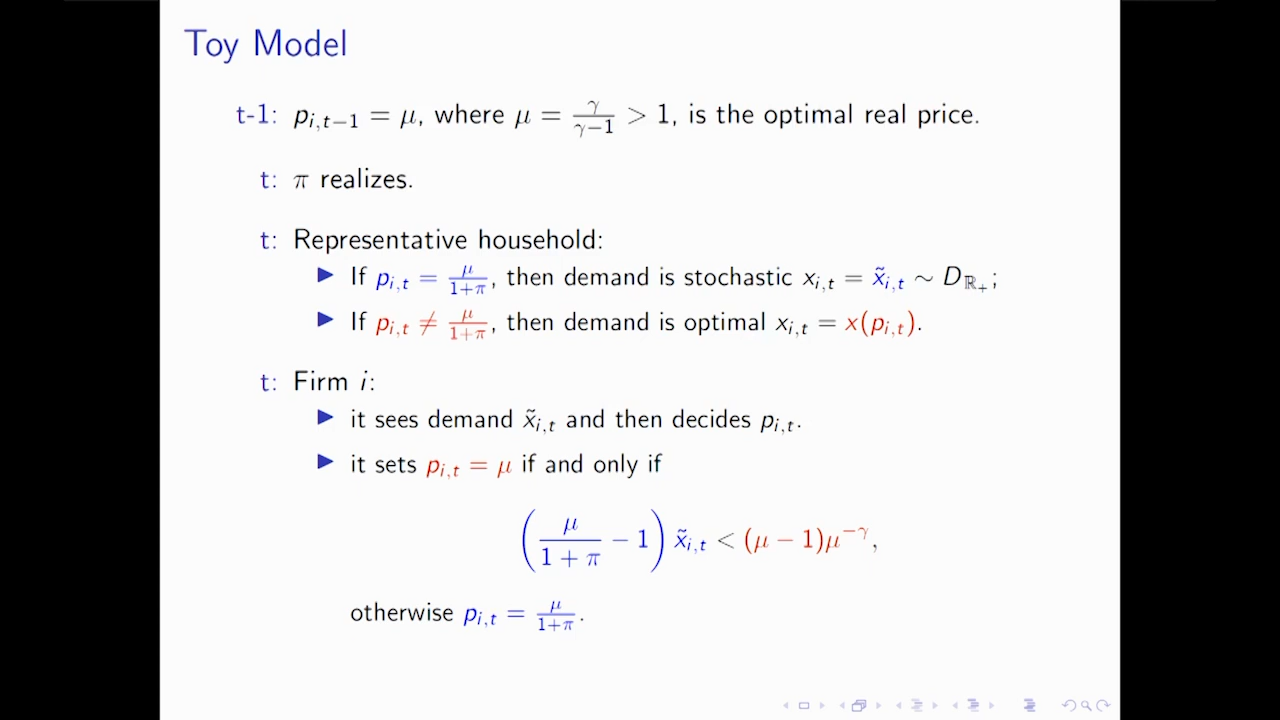 Toy Model
t-1: p_{i,t−1} = μ, where μ = γ/(γ−1) > 1, is the optimal real price.
t: π realizes.
t: Representative household:
▶ If p_{i,t} = μ/(1+π), then demand is stochastic x_{i,t} = x̃_{i,t} ∼ D_{ℝ₊};
▶ If p_{i,t} ≠ μ/(1+π), then demand is optimal x_{i,t} = x(p_{i,t}).
t: Firm i:
▶ it sees demand x̃_{i,t} and then decides p_{i,t}.
▶ it sets p_{i,t} = μ if and only if
(μ/(1 + π) − 1) x̃_{i,t} < (μ − 1)μ^{−γ},
otherwise p_{i,t} = μ/(1+π).